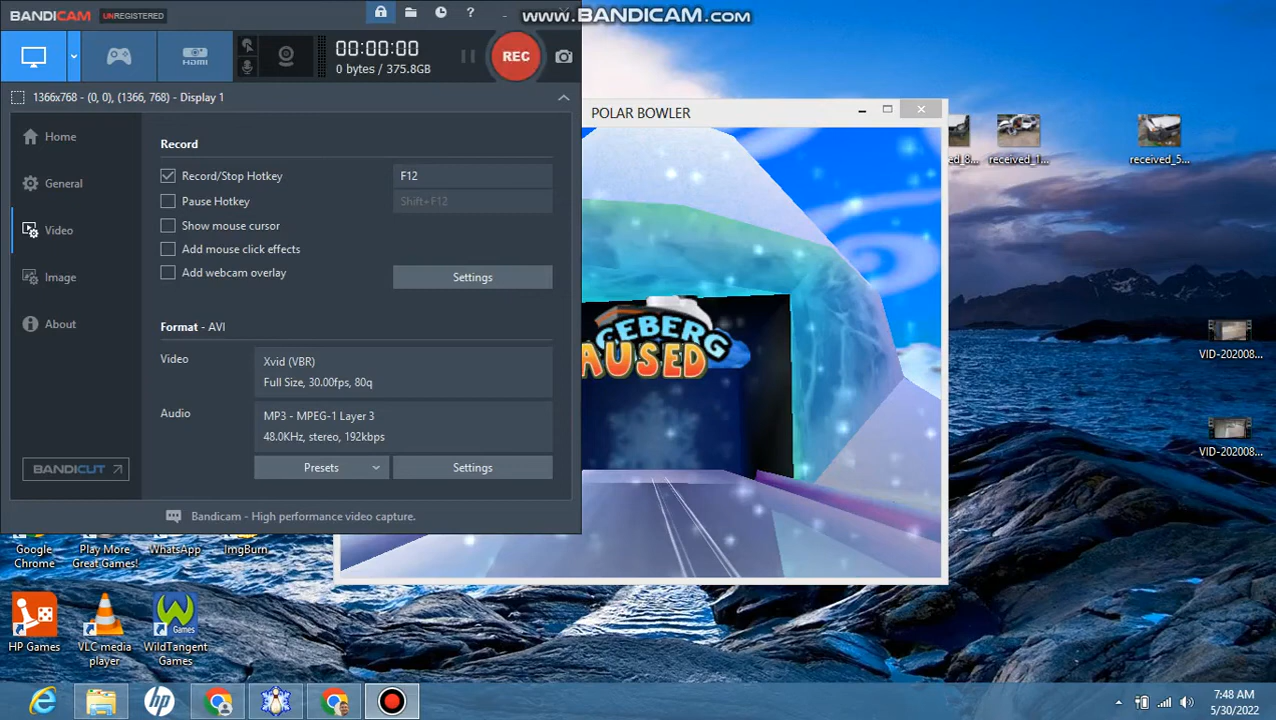 BANDICAM UNREGISTERED
www.BANDICAM.com
HDMI
00:00:00
0 bytes / 375.8GB
REC
1366x768 - (0, 0), (1366, 768) - Display 1
Home
General
Video
Image
About
BANDICUT
Record
Record/Stop Hotkey
F12
Pause Hotkey
Shift+F12
Show mouse cursor
Add mouse click effects
Add webcam overlay
Settings
Format - AVI
Video
Xvid (VBR)
Full Size, 30.00fps, 80q
Audio
MP3 - MPEG-1 Layer 3
48.0KHz, stereo, 192kbps
Presets
Settings
Bandicam - High performance video capture.
POLAR BOWLER
CEBERG
AUSED
ed_8...
received_1...
received_5...
VID-202008...
VID-202008...
Google
Chrome
Play More
Great Games!
WhatsApp
ImgBurn
HP Games
VLC media
player
WildTangent
Games
7:48 AM
5/30/2022